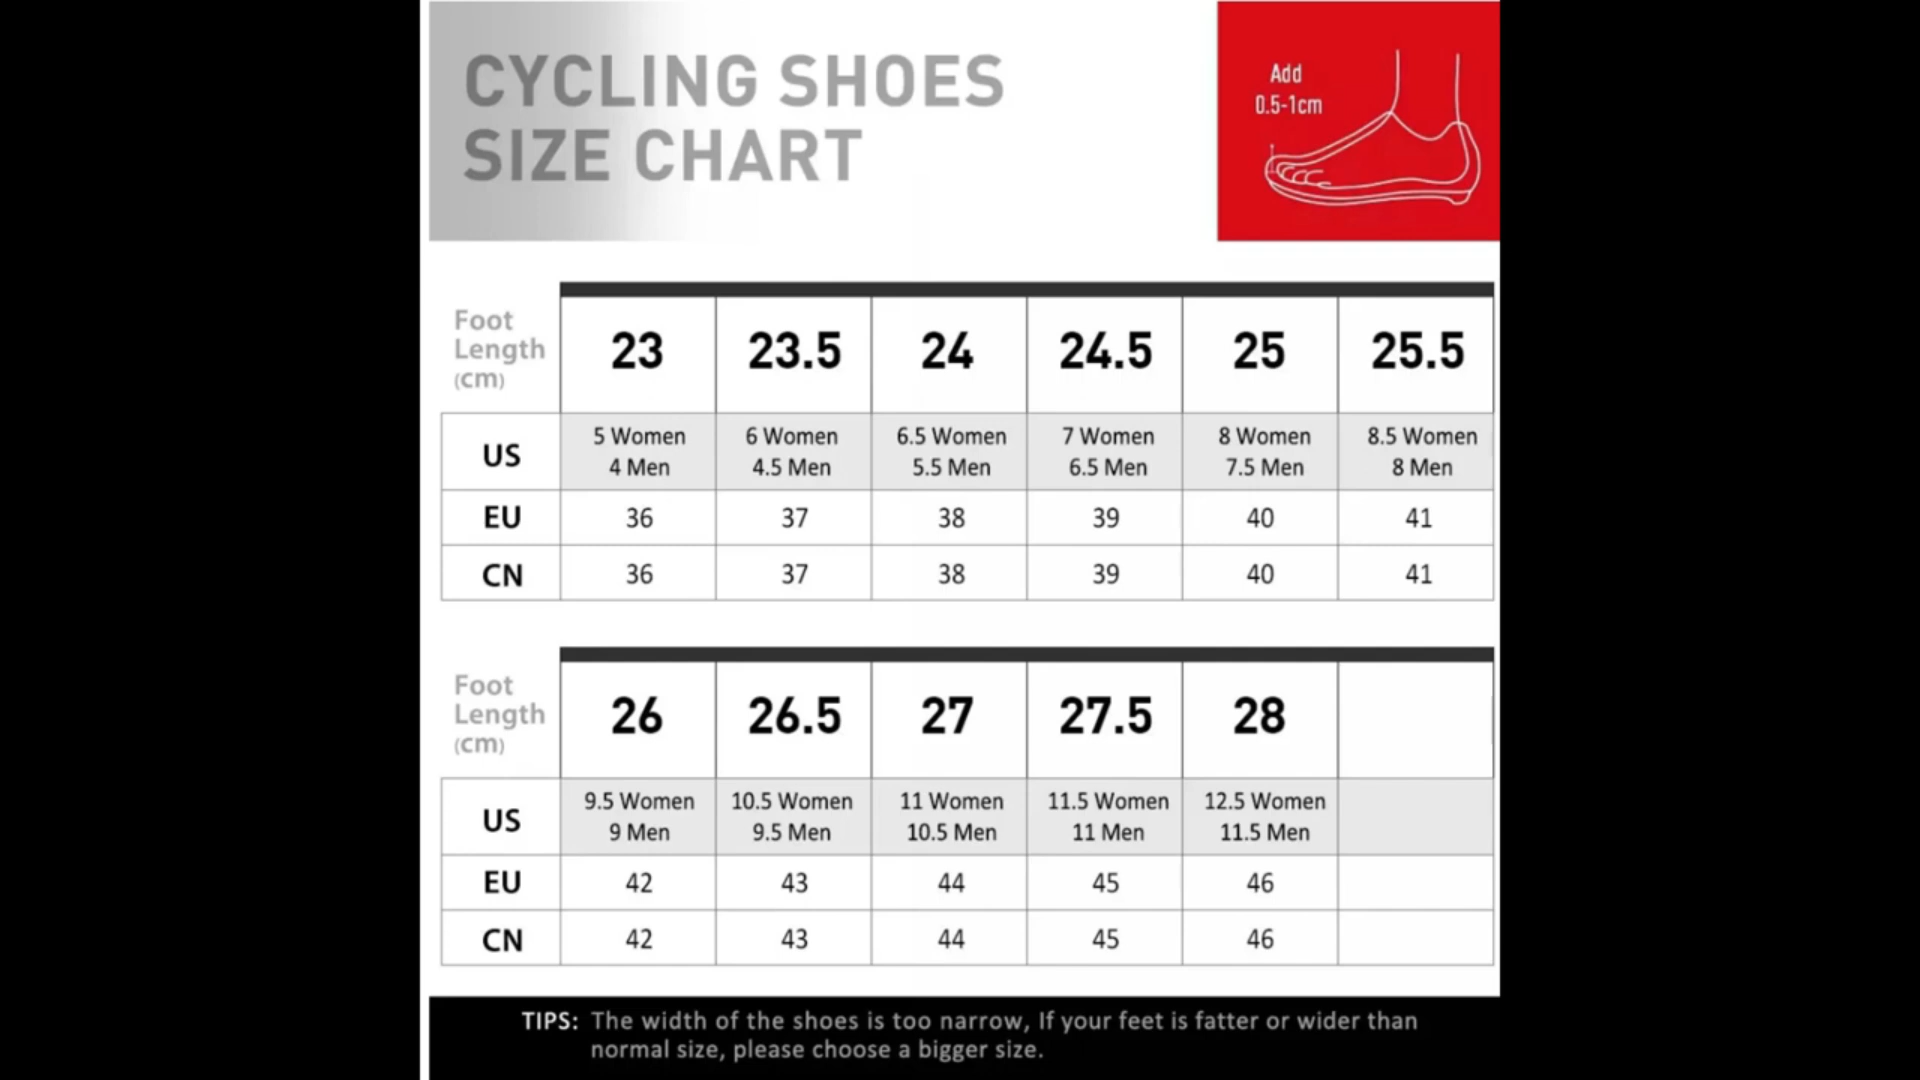 CYCLING SHOES
SIZE CHART
Add
0.5-1cm
Foot
Length
(cm)
23 23.5 24 24.5 25 25.5
US
5 Women 6 Women 6.5 Women 7 Women 8 Women 8.5 Women
4 Men 4.5 Men 5.5 Men 6.5 Men 7.5 Men 8 Men
EU 36 37 38 39 40 41
CN 36 37 38 39 40 41
Foot
Length
(cm)
26 26.5 27 27.5 28
US
9.5 Women 10.5 Women 11 Women 11.5 Women 12.5 Women
9 Men 9.5 Men 10.5 Men 11 Men 11.5 Men
EU 42 43 44 45 46
CN 42 43 44 45 46
TIPS: The width of the shoes is too narrow, If your feet is fatter or wider than
normal size, please choose a bigger size.